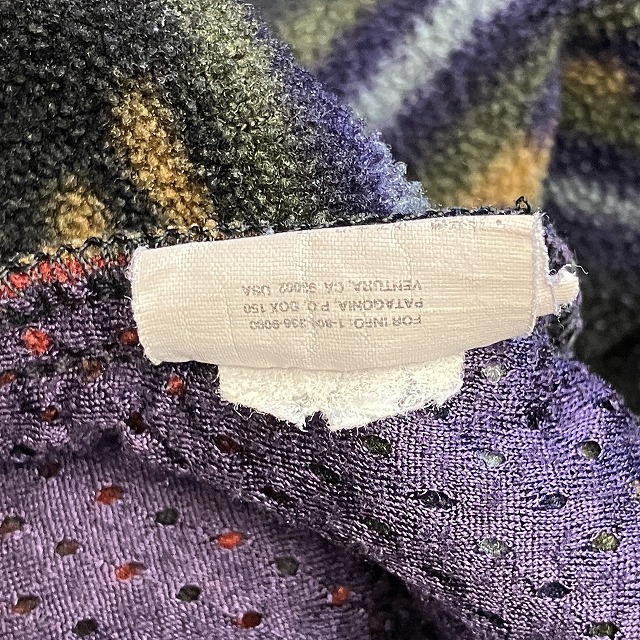 FOR INFO: 1-800-336-9090
PATAGONIA, P.O. BOX 150
VENTURA, CA 93002 USA